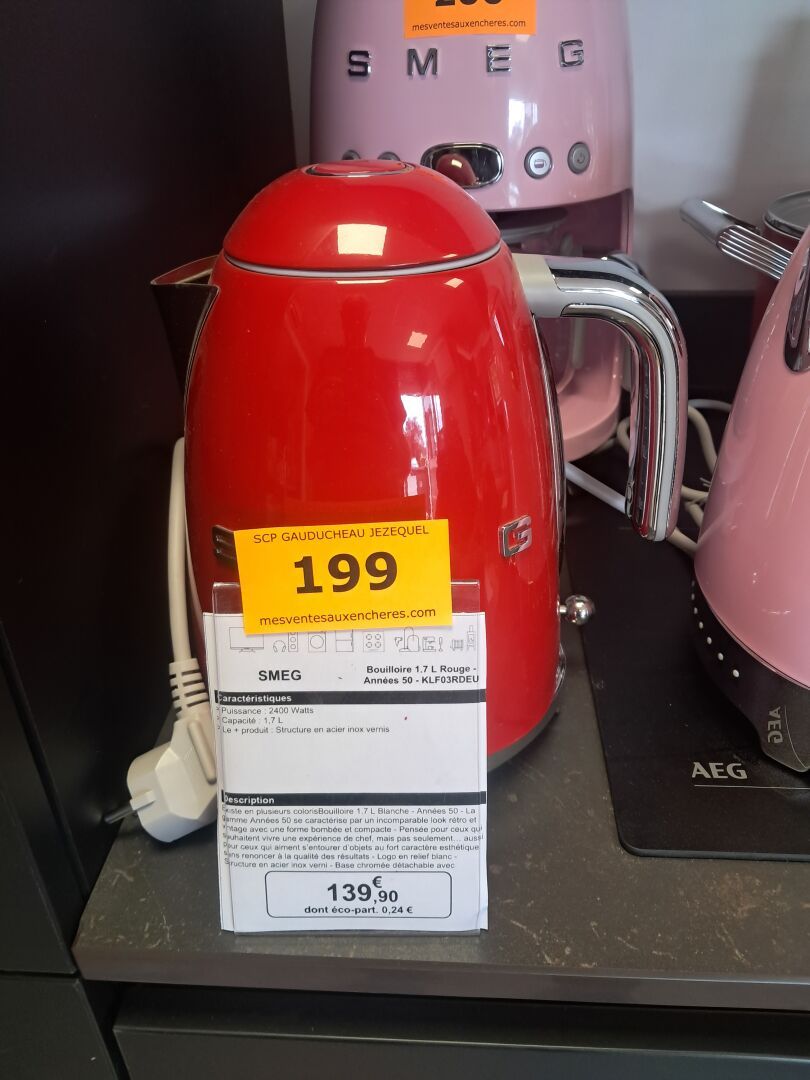 mesventesauxencheres.com
SMEG
SCP GAUDUCHEAU JEZEQUEL
199
mesventesauxencheres.com
SMEG
Bouilloire 1.7 L Rouge -
Années 50 - KLF03RDEU
Caractéristiques
Puissance : 2400 Watts
Capacité : 1,7 L
Le + produit : Structure en acier inox vernis
Description
Existe en plusieurs colorisBouilloire 1.7 L Blanche - Années 50 - La
gamme Années 50 se caractérise par un incomparable look rétro et
vintage avec une forme bombée et compacte - Pensée pour ceux qui
souhaitent vivre une expérience de chef, mais pas seulement... aussi
pour ceux qui aiment s'entourer d'objets au fort caractère esthétique
sans renoncer à la qualité des résultats - Logo en relief blanc -
Structure en acier inox verni - Base chromée détachable avec
139,€90
dont éco-part. 0,24 €
G
AEG
AEG